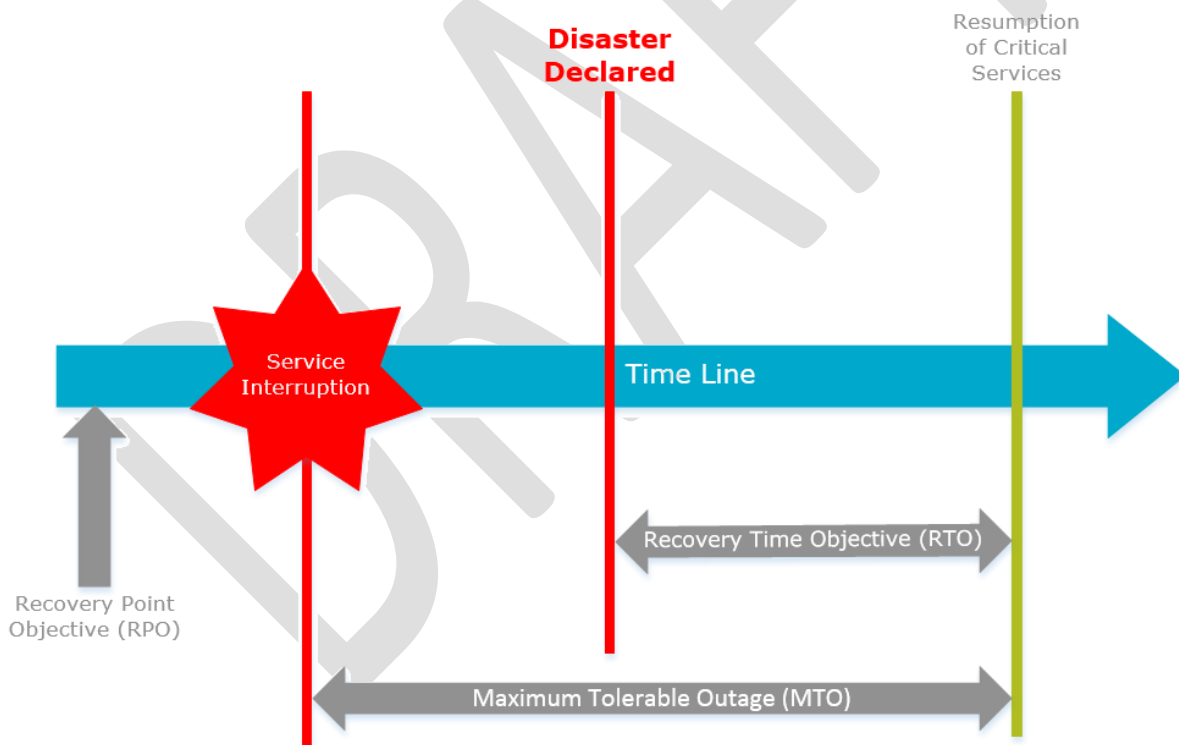 Resumption
of Critical
Services
Disaster
Declared
Service
Interruption
Time Line
Recovery Time Objective (RTO)
Recovery Point
Objective (RPO)
Maximum Tolerable Outage (MTO)
DRAF